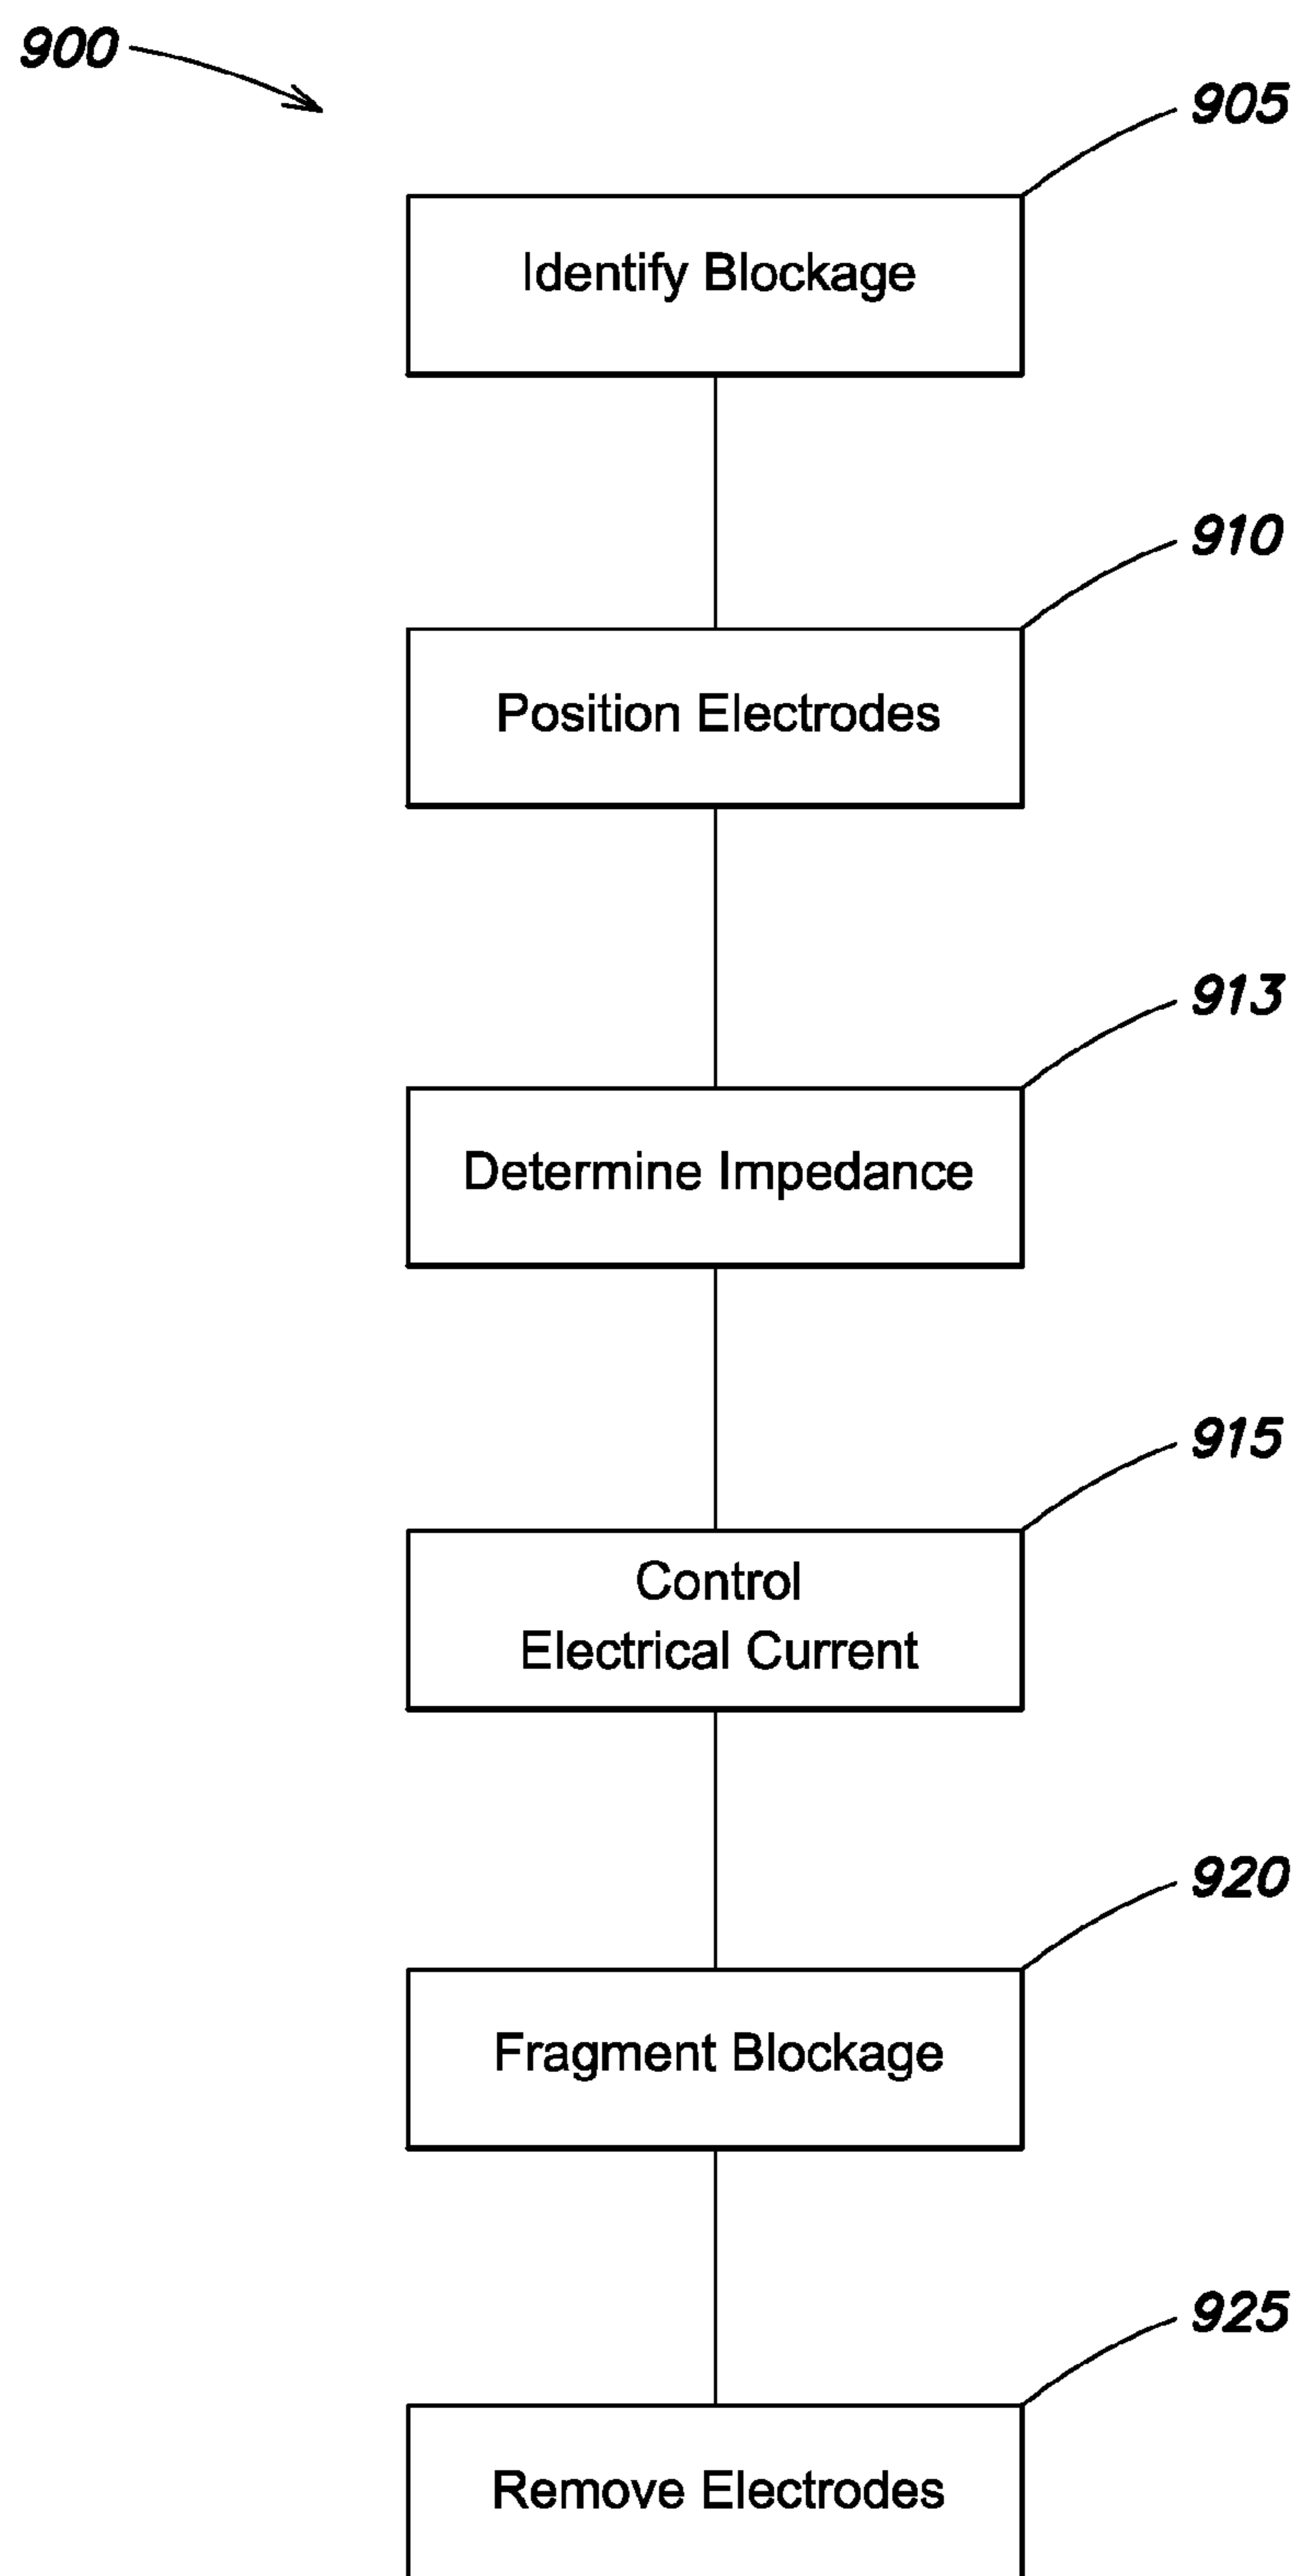 900
905
Identify Blockage
910
Position Electrodes
913
Determine Impedance
915
Control
Electrical Current
920
Fragment Blockage
925
Remove Electrodes